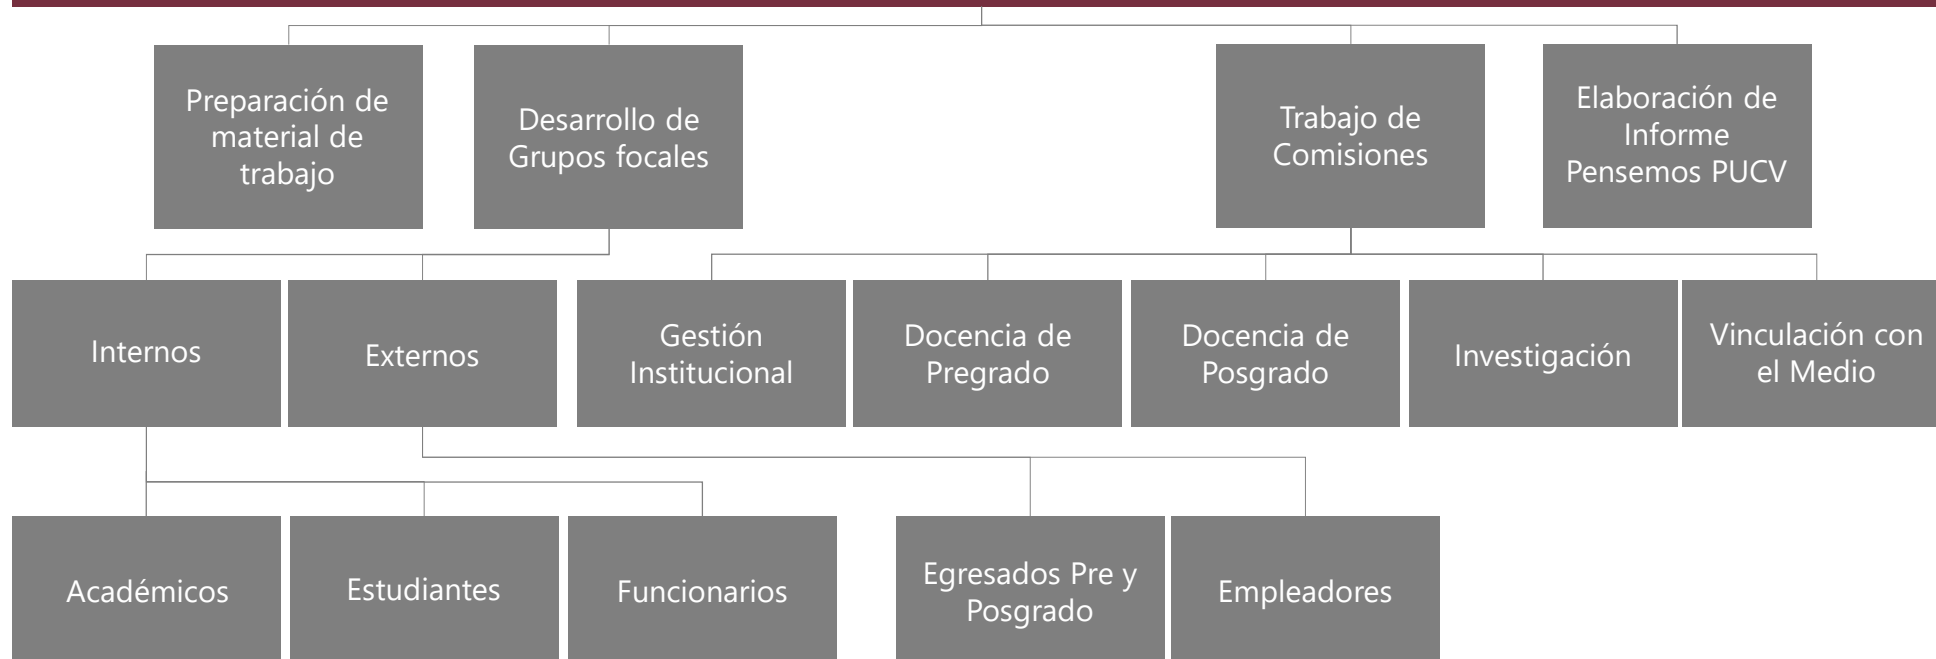 Preparación de
material de
trabajo
Desarrollo de
Grupos focales
Trabajo de
Comisiones
Elaboración de
Informe
Pensemos PUCV
Internos
Externos
Gestión
Institucional
Docencia de
Pregrado
Docencia de
Posgrado
Investigación
Vinculación con
el Medio
Académicos
Estudiantes
Funcionarios
Egresados Pre y
Posgrado
Empleadores